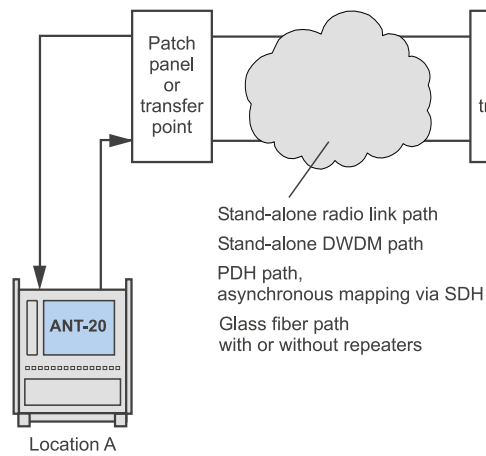 Patch
panel
or
transfer
point
Stand-alone radio link path
Stand-alone DWDM path
PDH path,
asynchronous mapping via SDH
Glass fiber path
with or without repeaters
ANT-20
Location A